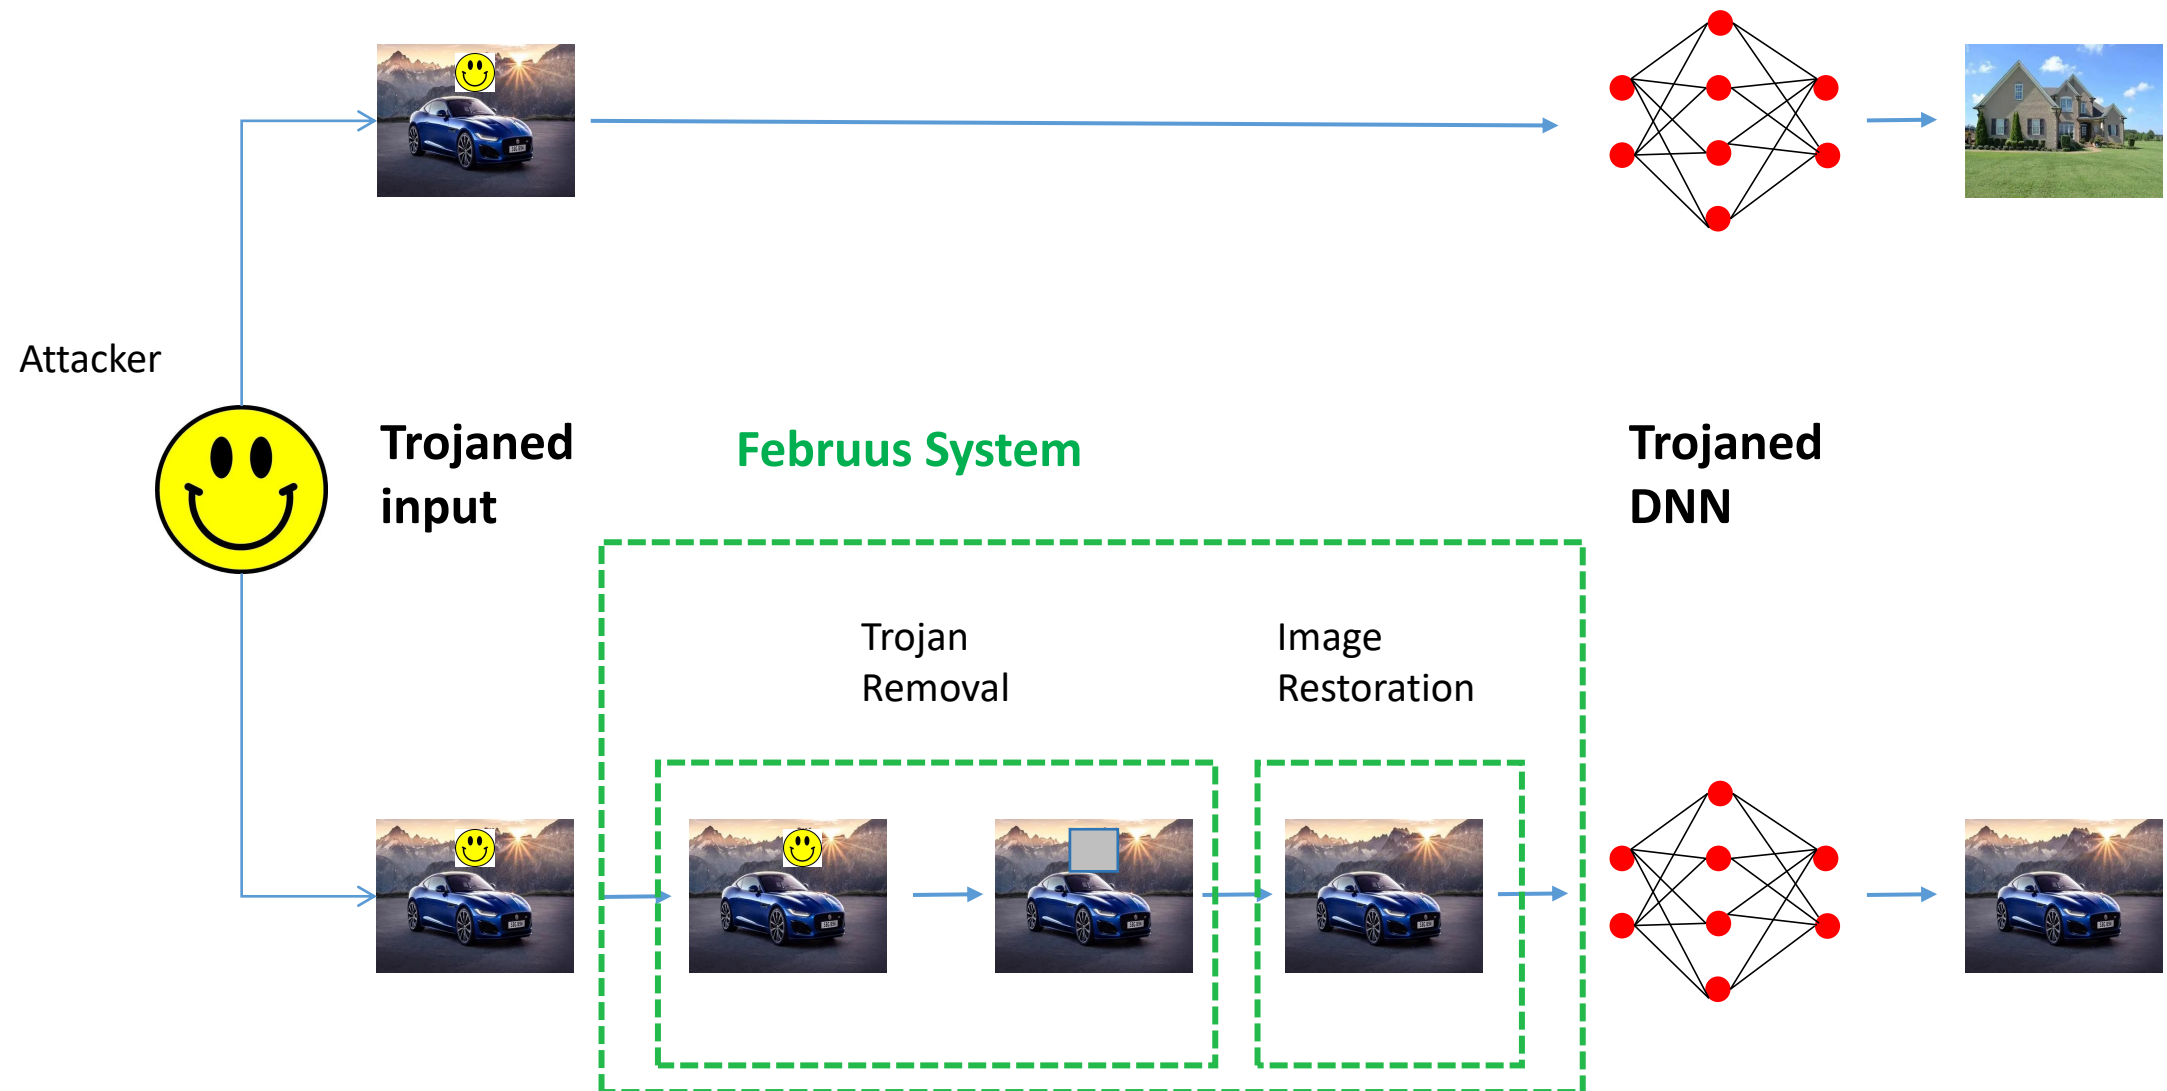 Attacker
Trojaned
input
Februus System
Trojaned
DNN
Trojan
Removal
Image
Restoration